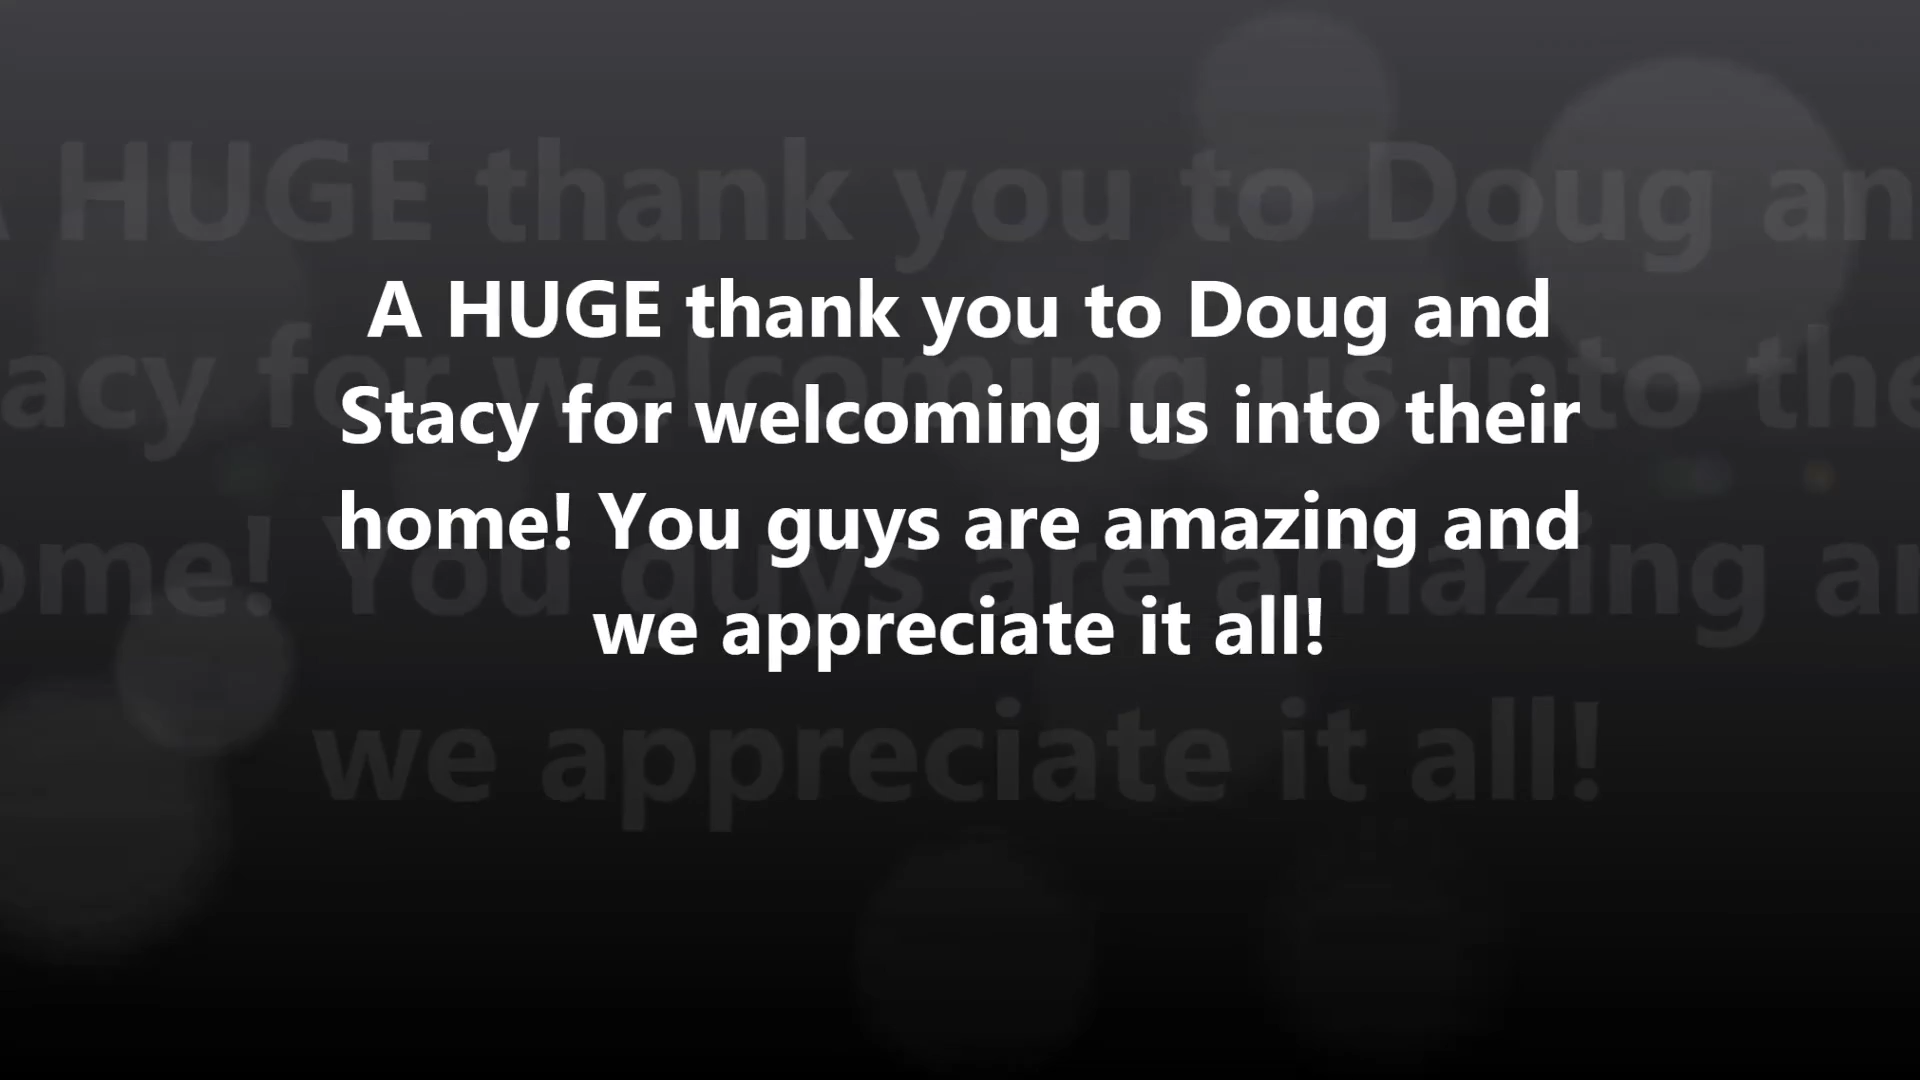 A HUGE thank you to Doug and
Stacy for welcoming us into their
home! You guys are amazing and
we appreciate it all!